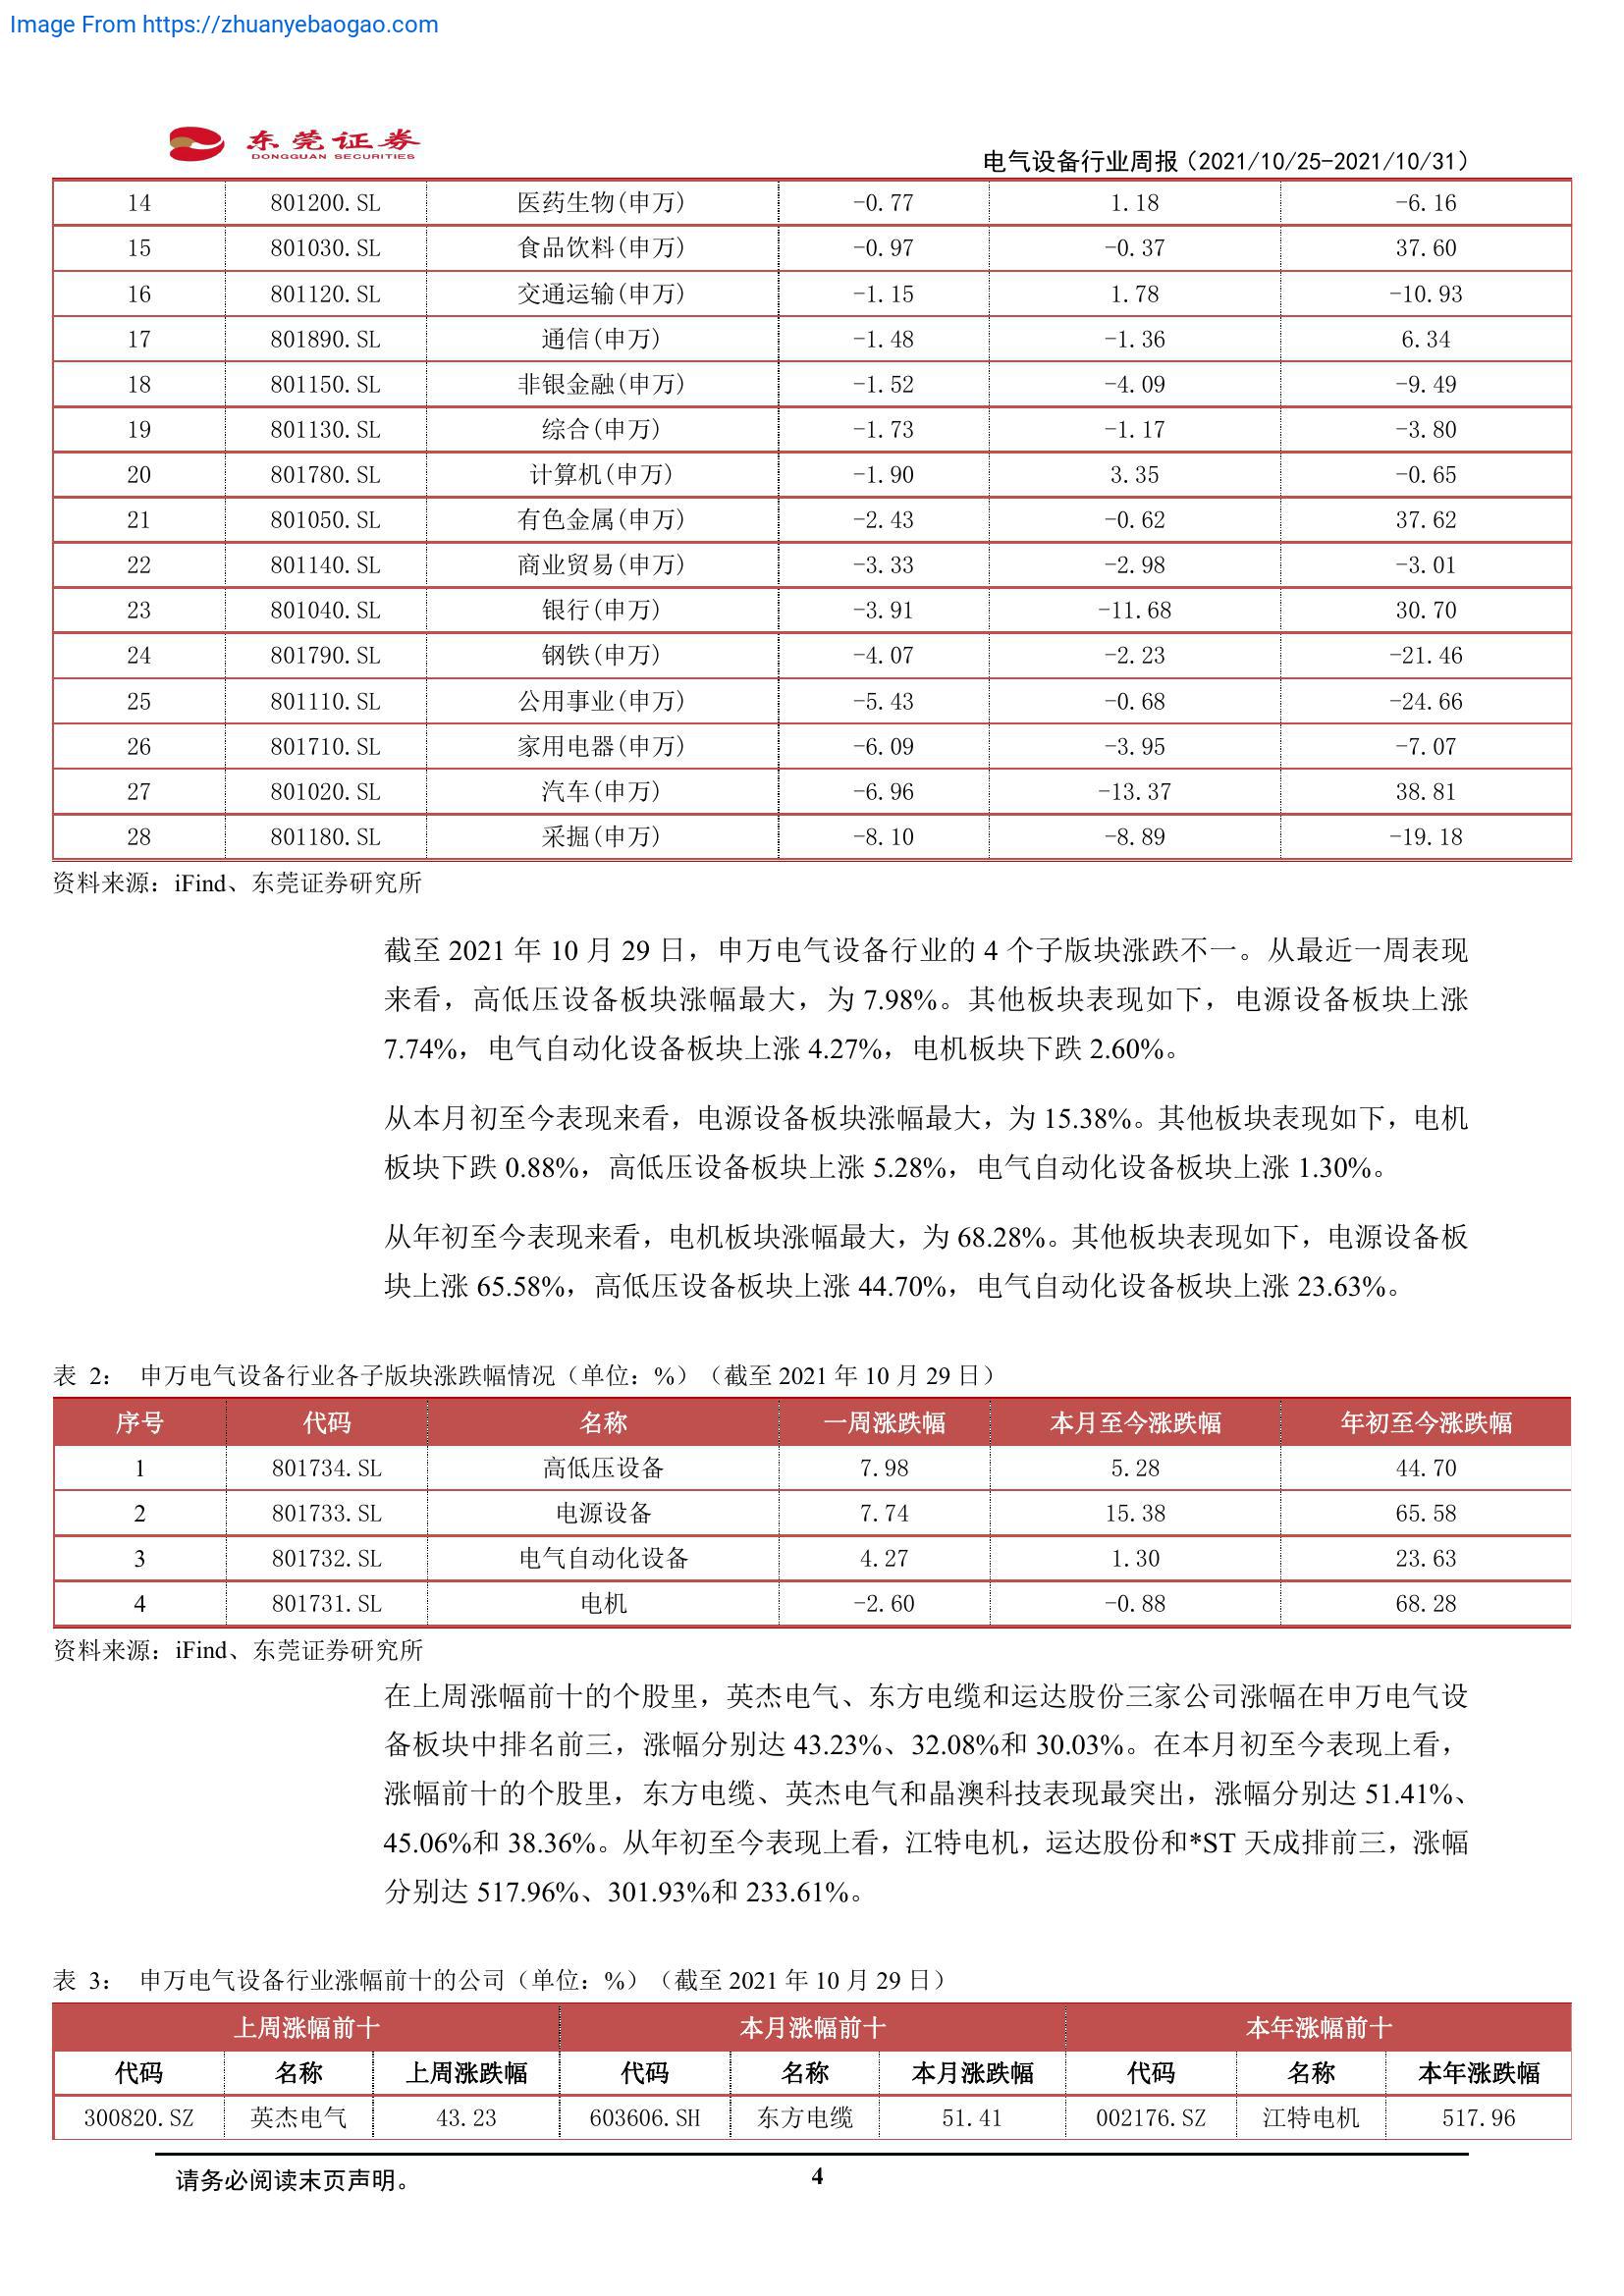 Image From https://zhuanyebaogao.com
东莞证券
DONGGUAN SECURITIES
电气设备行业周报（2021/10/25-2021/10/31）
14 801200.SL 医药生物(申万) -0.77 1.18 -6.16
15 801030.SL 食品饮料(申万) -0.97 -0.37 37.60
16 801120.SL 交通运输(申万) -1.15 1.78 -10.93
17 801890.SL 通信(申万) -1.48 -1.36 6.34
18 801150.SL 非银金融(申万) -1.52 -4.09 -9.49
19 801130.SL 综合(申万) -1.73 -1.17 -3.80
20 801780.SL 计算机(申万) -1.90 3.35 -0.65
21 801050.SL 有色金属(申万) -2.43 -0.62 37.62
22 801140.SL 商业贸易(申万) -3.33 -2.98 -3.01
23 801040.SL 银行(申万) -3.91 -11.68 30.70
24 801790.SL 钢铁(申万) -4.07 -2.23 -21.46
25 801110.SL 公用事业(申万) -5.43 -0.68 -24.66
26 801710.SL 家用电器(申万) -6.09 -3.95 -7.07
27 801020.SL 汽车(申万) -6.96 -13.37 38.81
28 801180.SL 采掘(申万) -8.10 -8.89 -19.18
资料来源：iFind、东莞证券研究所
截至 2021 年 10 月 29 日，申万电气设备行业的 4 个子版块涨跌不一。从最近一周表现
来看，高低压设备板块涨幅最大，为 7.98%。其他板块表现如下，电源设备板块上涨
7.74%，电气自动化设备板块上涨 4.27%，电机板块下跌 2.60%。
从本月初至今表现来看，电源设备板块涨幅最大，为 15.38%。其他板块表现如下，电机
板块下跌 0.88%，高低压设备板块上涨 5.28%，电气自动化设备板块上涨 1.30%。
从年初至今表现来看，电机板块涨幅最大，为 68.28%。其他板块表现如下，电源设备板
块上涨 65.58%，高低压设备板块上涨 44.70%，电气自动化设备板块上涨 23.63%。
表 2： 申万电气设备行业各子版块涨跌幅情况（单位：%）（截至 2021 年 10 月 29 日）
序号 代码 名称 一周涨跌幅 本月至今涨跌幅 年初至今涨跌幅
1 801734.SL 高低压设备 7.98 5.28 44.70
2 801733.SL 电源设备 7.74 15.38 65.58
3 801732.SL 电气自动化设备 4.27 1.30 23.63
4 801731.SL 电机 -2.60 -0.88 68.28
资料来源：iFind、东莞证券研究所
在上周涨幅前十的个股里，英杰电气、东方电缆和运达股份三家公司涨幅在申万电气设
备板块中排名前三，涨幅分别达 43.23%、32.08%和 30.03%。在本月初至今表现上看，
涨幅前十的个股里，东方电缆、英杰电气和晶澳科技表现最突出，涨幅分别达 51.41%、
45.06%和 38.36%。从年初至今表现上看，江特电机，运达股份和*ST 天成排前三，涨幅
分别达 517.96%、301.93%和 233.61%。
表 3： 申万电气设备行业涨幅前十的公司（单位：%）（截至 2021 年 10 月 29 日）
上周涨幅前十 本月涨幅前十 本年涨幅前十
代码 名称 上周涨跌幅 代码 名称 本月涨跌幅 代码 名称 本年涨跌幅
300820.SZ 英杰电气 43.23 603606.SH 东方电缆 51.41 002176.SZ 江特电机 517.96
请务必阅读末页声明。
4